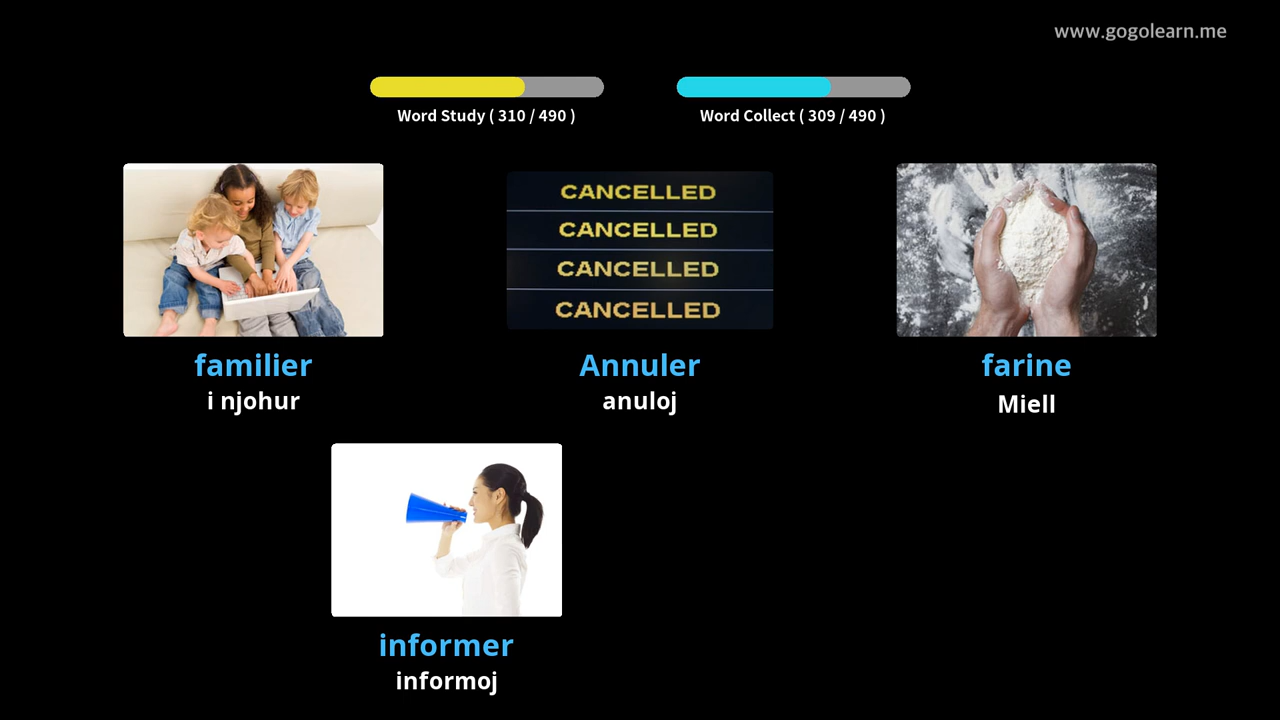 www.gogolearn.me
Word Study ( 310 / 490 )
Word Collect ( 309 / 490 )
CANCELLED
CANCELLED
CANCELLED
CANCELLED
familier
i njohur
Annuler
anuloj
farine
Miell
informer
informoj